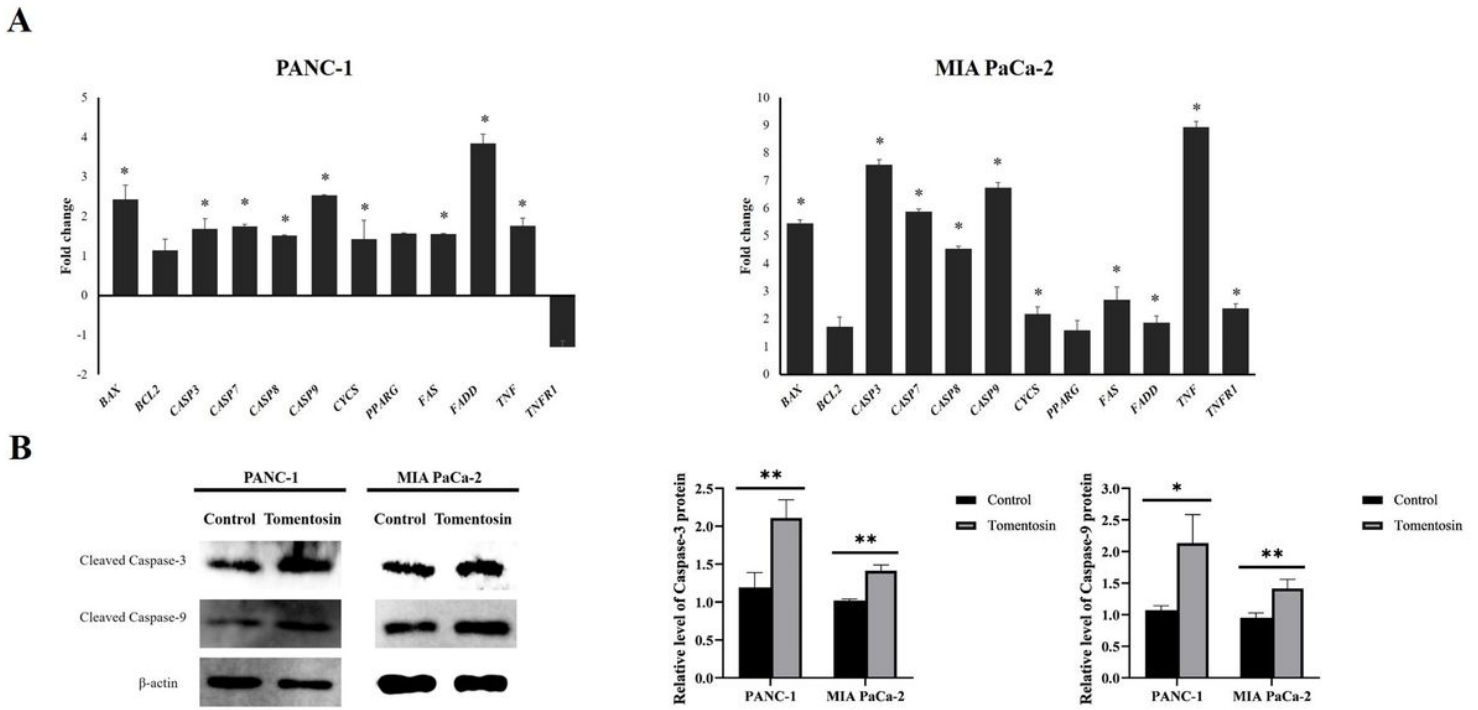 A
PANC-1
MIA PaCa-2
Fold change
5
4
3
2
1
0
-1
-2
* * * * * * * * *
BAX BCL2 CASP3 CASP7 CASP8 CASP9 CYCS PPARG FAS FADD TNF TNFR1
Fold change
10
9
8
7
6
5
4
3
2
1
0
* * * * * * * * * *
BAX BCL2 CASP3 CASP7 CASP8 CASP9 CYCS PPARG FAS FADD TNF TNFR1
B
PANC-1 MIA PaCa-2
Control Tomentosin Control Tomentosin
Cleaved Caspase-3
Cleaved Caspase-9
β-actin
Relative level of Caspase-3 protein
2.5
2.0
1.5
1.0
0.5
0.0
** **
PANC-1 MIA PaCa-2
Control
Tomentosin
Relative level of Caspase-9 protein
3.0
2.5
2.0
1.5
1.0
0.5
0.0
* **
PANC-1 MIA PaCa-2
Control
Tomentosin